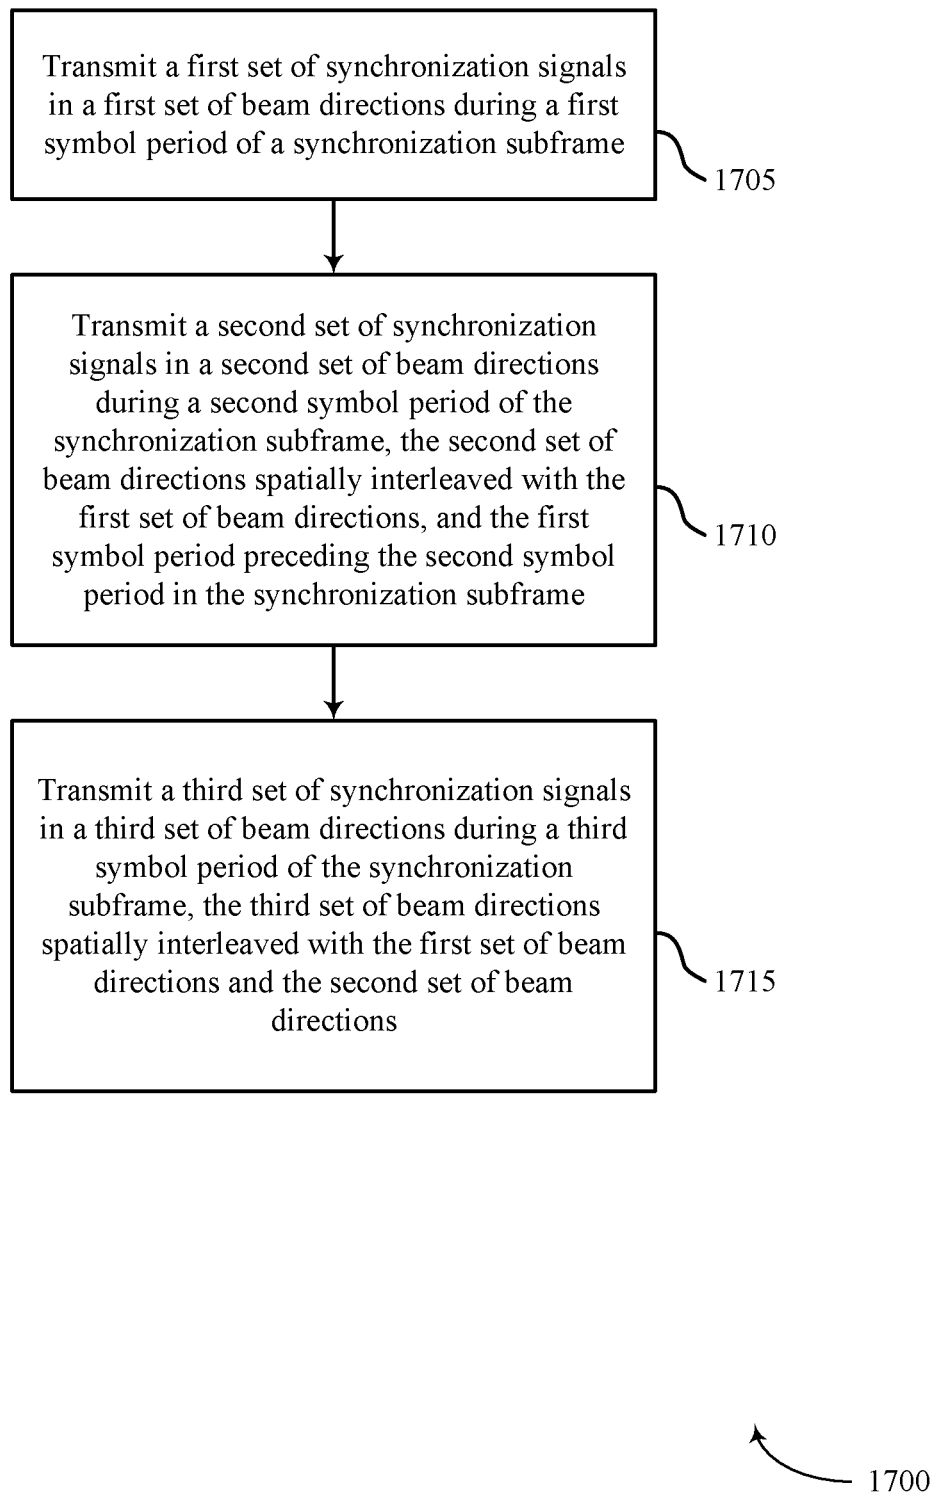 Transmit a first set of synchronization signals
in a first set of beam directions during a first
symbol period of a synchronization subframe
1705
Transmit a second set of synchronization
signals in a second set of beam directions
during a second symbol period of the
synchronization subframe, the second set of
beam directions spatially interleaved with the
first set of beam directions, and the first
symbol period preceding the second symbol
period in the synchronization subframe
1710
Transmit a third set of synchronization signals
in a third set of beam directions during a third
symbol period of the synchronization
subframe, the third set of beam directions
spatially interleaved with the first set of beam
directions and the second set of beam
directions
1715
1700